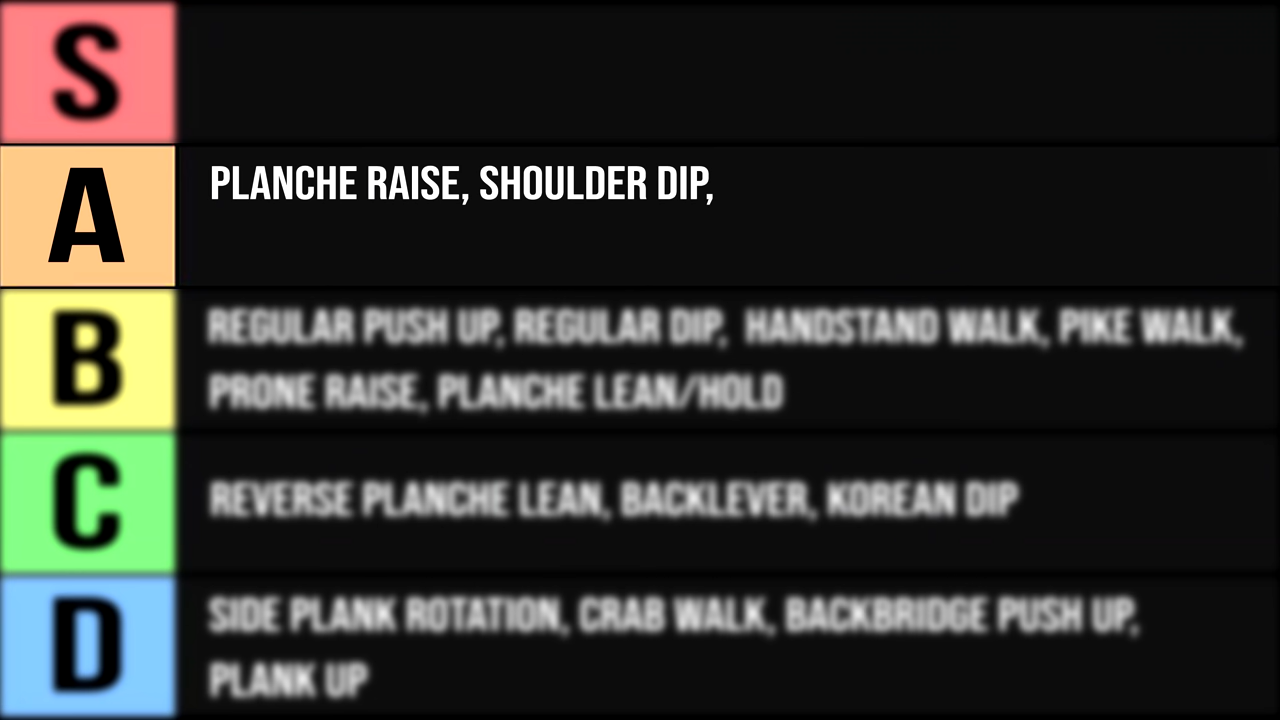 S
A
PLANCHE RAISE, SHOULDER DIP,
B
REGULAR PUSH UP, REGULAR DIP, HANDSTAND WALK, PIKE WALK,
PRONE RAISE, PLANCHE LEAN/HOLD
C
REVERSE PLANCHE LEAN, BACKLEVER, KOREAN DIP
D
SIDE PLANK ROTATION, CRAB WALK, BACKBRIDGE PUSH UP,
PLANK UP